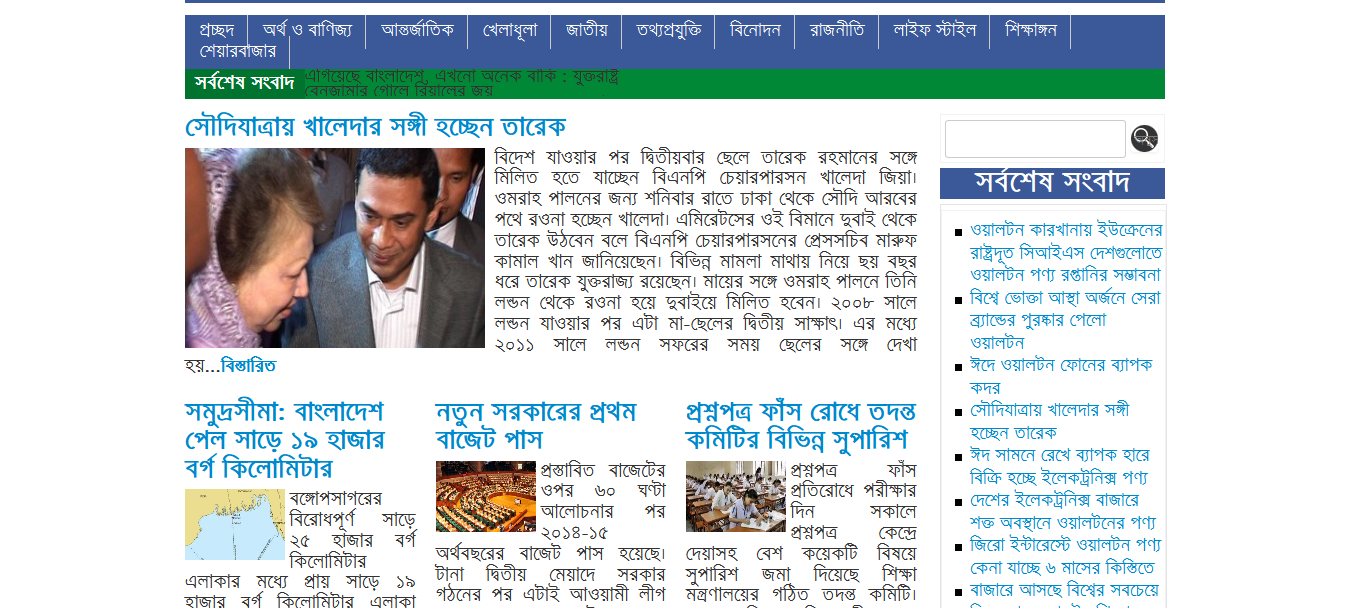 প্রচ্ছদ অর্থ ও বাণিজ্য আন্তর্জাতিক খেলাধূলা জাতীয় তথ্যপ্রযুক্তি বিনোদন রাজনীতি লাইফ স্টাইল শিক্ষাঙ্গন
শেয়ারবাজার
সর্বশেষ সংবাদ
এগিয়েছে বাংলাদেশ, এখনো অনেক বাকি : যুক্তরাষ্ট্র
বেনজামার গোলে রিয়ালের জয়
সৌদিযাত্রায় খালেদার সঙ্গী হচ্ছেন তারেক
বিদেশ যাওয়ার পর দ্বিতীয়বার ছেলে তারেক রহমানের সঙ্গে
মিলিত হতে যাচ্ছেন বিএনপি চেয়ারপারসন খালেদা জিয়া।
ওমরাহ পালনের জন্য শনিবার রাতে ঢাকা থেকে সৌদি আরবের
পথে রওনা হচ্ছেন খালেদা। এমিরেটসের ওই বিমানে দুবাই থেকে
তারেক উঠবেন বলে বিএনপি চেয়ারপারসনের প্রেসসচিব মারুফ
কামাল খান জানিয়েছেন। বিভিন্ন মামলা মাথায় নিয়ে ছয় বছর
ধরে তারেক যুক্তরাজ্য রয়েছেন। মায়ের সঙ্গে ওমরাহ পালনে তিনি
লন্ডন থেকে রওনা হয়ে দুবাইয়ে মিলিত হবেন। ২০০৮ সালে
লন্ডন যাওয়ার পর এটা মা-ছেলের দ্বিতীয় সাক্ষাৎ। এর মধ্যে
২০১১ সালে লন্ডন সফরের সময় ছেলের সঙ্গে দেখা
হয়...বিস্তারিত
সমুদ্রসীমা: বাংলাদেশ
পেল সাড়ে ১৯ হাজার
বর্গ কিলোমিটার
বঙ্গোপসাগরের
বিরোধপূর্ণ সাড়ে
২৫ হাজার বর্গ
কিলোমিটার
এলাকার মধ্যে প্রায় সাড়ে ১৯
হাজার বর্গ কিলোমিটার এলাকা
নতুন সরকারের প্রথম
বাজেট পাস
প্রস্তাবিত বাজেটের
ওপর ৬০ ঘণ্টা
আলোচনার পর
২০১৪-১৫
অর্থবছরের বাজেট পাস হয়েছে।
টানা দ্বিতীয় মেয়াদে সরকার
গঠনের পর এটাই আওয়ামী লীগ
প্রশ্নপত্র ফাঁস রোধে তদন্ত
কমিটির বিভিন্ন সুপারিশ
প্রশ্নপত্র ফাঁস
প্রতিরোধে পরীক্ষার
দিন সকালে
প্রশ্নপত্র কেন্দ্রে
দেয়াসহ বেশ কয়েকটি বিষয়ে
সুপারিশ জমা দিয়েছে শিক্ষা
মন্ত্রণালয়ের গঠিত তদন্ত কমিটি।
সর্বশেষ সংবাদ
ওয়ালটন কারখানায় ইউক্রেনের
রাষ্ট্রদূত সিআইএস দেশগুলোতে
ওয়ালটন পণ্য রপ্তানির সম্ভাবনা
বিশ্বে ভোক্তা আস্থা অর্জনে সেরা
ব্র্যান্ডের পুরষ্কার পেলো
ওয়ালটন
ঈদে ওয়ালটন ফোনের ব্যাপক
কদর
সৌদিযাত্রায় খালেদার সঙ্গী
হচ্ছেন তারেক
ঈদ সামনে রেখে ব্যাপক হারে
বিক্রি হচ্ছে ইলেকট্রনিক্স পণ্য
দেশের ইলেকট্রনিক্স বাজারে
শক্ত অবস্থানে ওয়ালটনের পণ্য
জিরো ইন্টারেস্টে ওয়ালটন পণ্য
কেনা যাচ্ছে ৬ মাসের কিস্তিতে
বাজারে আসছে বিশ্বের সবচেয়ে